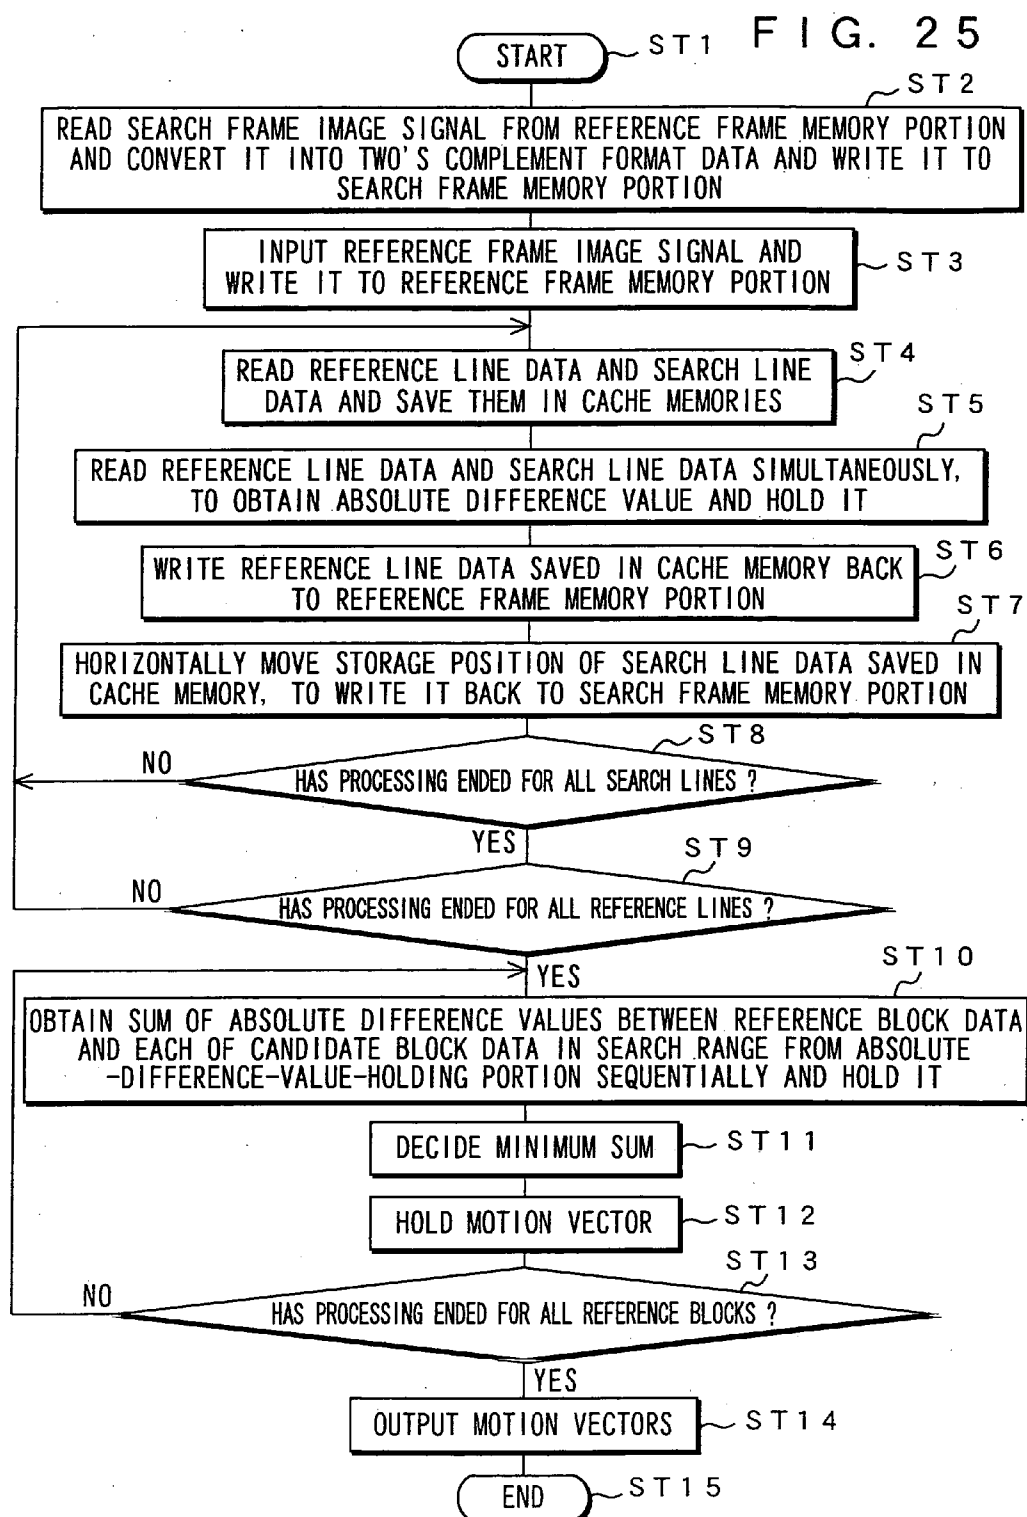 FIG. 25
START
ST1
ST2
READ SEARCH FRAME IMAGE SIGNAL FROM REFERENCE FRAME MEMORY PORTION
AND CONVERT IT INTO TWO'S COMPLEMENT FORMAT DATA AND WRITE IT TO
SEARCH FRAME MEMORY PORTION
INPUT REFERENCE FRAME IMAGE SIGNAL AND
WRITE IT TO REFERENCE FRAME MEMORY PORTION
ST3
ST4
READ REFERENCE LINE DATA AND SEARCH LINE
DATA AND SAVE THEM IN CACHE MEMORIES
ST5
READ REFERENCE LINE DATA AND SEARCH LINE DATA SIMULTANEOUSLY,
TO OBTAIN ABSOLUTE DIFFERENCE VALUE AND HOLD IT
ST6
WRITE REFERENCE LINE DATA SAVED IN CACHE MEMORY BACK
TO REFERENCE FRAME MEMORY PORTION
ST7
HORIZONTALLY MOVE STORAGE POSITION OF SEARCH LINE DATA SAVED IN
CACHE MEMORY, TO WRITE IT BACK TO SEARCH FRAME MEMORY PORTION
ST8
NO
HAS PROCESSING ENDED FOR ALL SEARCH LINES ?
YES
ST9
NO
HAS PROCESSING ENDED FOR ALL REFERENCE LINES ?
YES
ST10
OBTAIN SUM OF ABSOLUTE DIFFERENCE VALUES BETWEEN REFERENCE BLOCK DATA
AND EACH OF CANDIDATE BLOCK DATA IN SEARCH RANGE FROM ABSOLUTE
-DIFFERENCE-VALUE-HOLDING PORTION SEQUENTIALLY AND HOLD IT
DECIDE MINIMUM SUM
ST11
HOLD MOTION VECTOR
ST12
ST13
NO
HAS PROCESSING ENDED FOR ALL REFERENCE BLOCKS ?
YES
OUTPUT MOTION VECTORS
ST14
END
ST15